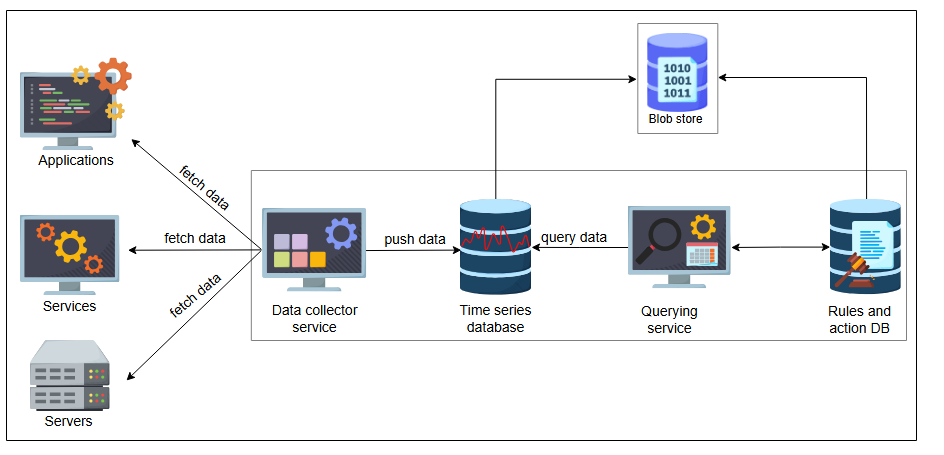 1010
1001
1011
Blob store
Applications
fetch data
fetch data
fetch data
Services
Servers
Data collector
service
push data
Time series
database
query data
Querying
service
Rules and
action DB